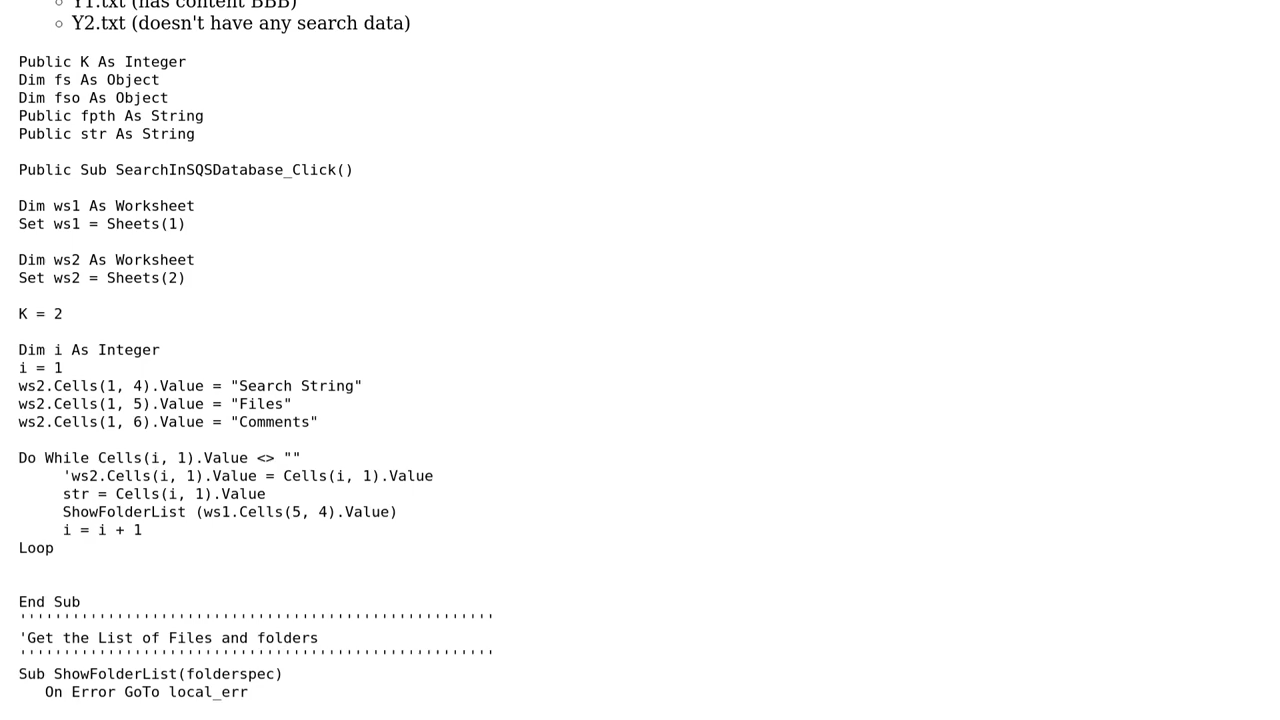 Y1.txt (has content BBB)
Y2.txt (doesn't have any search data)
Public K As Integer
Dim fs As Object
Dim fso As Object
Public fpth As String
Public str As String
Public Sub SearchInSQSDatabase_Click()
Dim ws1 As Worksheet
Set ws1 = Sheets(1)
Dim ws2 As Worksheet
Set ws2 = Sheets(2)
K = 2
Dim i As Integer
i = 1
ws2.Cells(1, 4).Value = "Search String"
ws2.Cells(1, 5).Value = "Files"
ws2.Cells(1, 6).Value = "Comments"
Do While Cells(i, 1).Value <> ""
'ws2.Cells(i, 1).Value = Cells(i, 1).Value
str = Cells(i, 1).Value
ShowFolderList (ws1.Cells(5, 4).Value)
i = i + 1
Loop
End Sub
''''''''''''''''''''''''''''''''''''''''''''''''''''''
'Get the List of Files and folders
''''''''''''''''''''''''''''''''''''''''''''''''''''''
Sub ShowFolderList(folderspec)
On Error GoTo local_err